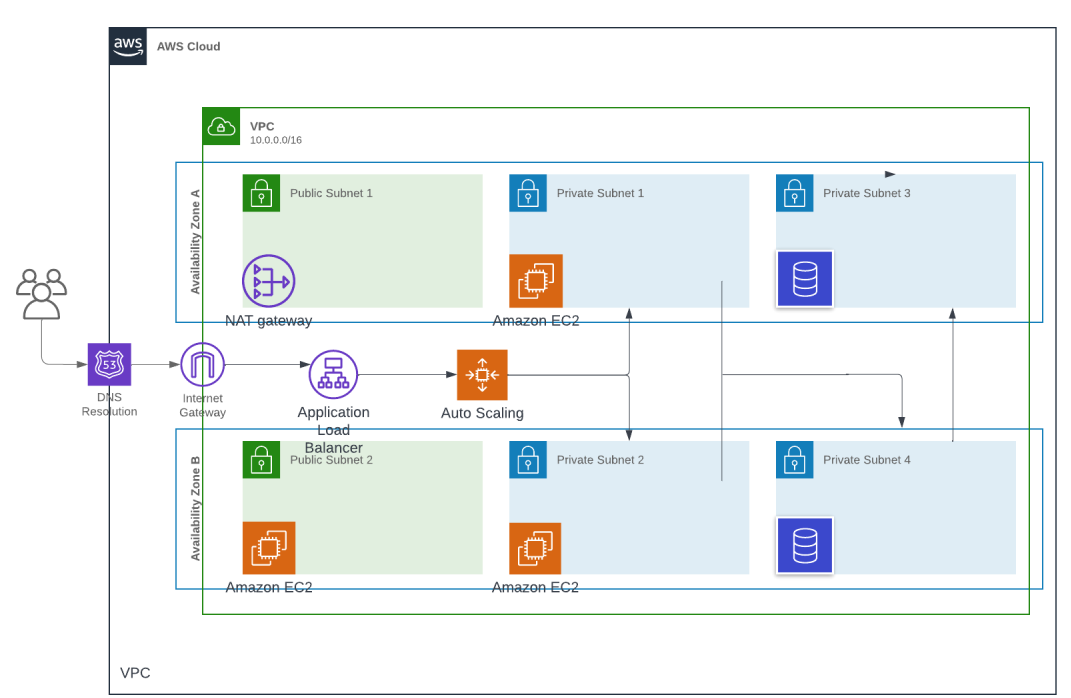 aws
AWS Cloud
VPC
10.0.0.0/16
Availability Zone A
Public Subnet 1
Private Subnet 1
Private Subnet 3
NAT gateway
Amazon EC2
53
DNS
Resolution
Internet
Gateway
Application
Load
Balancer
Auto Scaling
Availability Zone B
Public Subnet 2
Private Subnet 2
Private Subnet 4
Amazon EC2
Amazon EC2
VPC